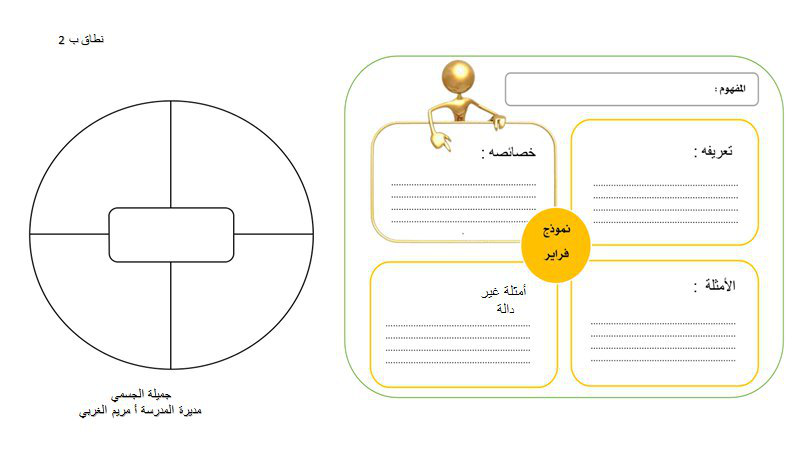 نطاق ب 2
المفهوم :
تعريفه :
خصائصه :
نموذج
فراير
الأمثلة :
أمثلة غير
دالة
جميلة الجسمي
مديرة المدرسة أ مريم الغربي